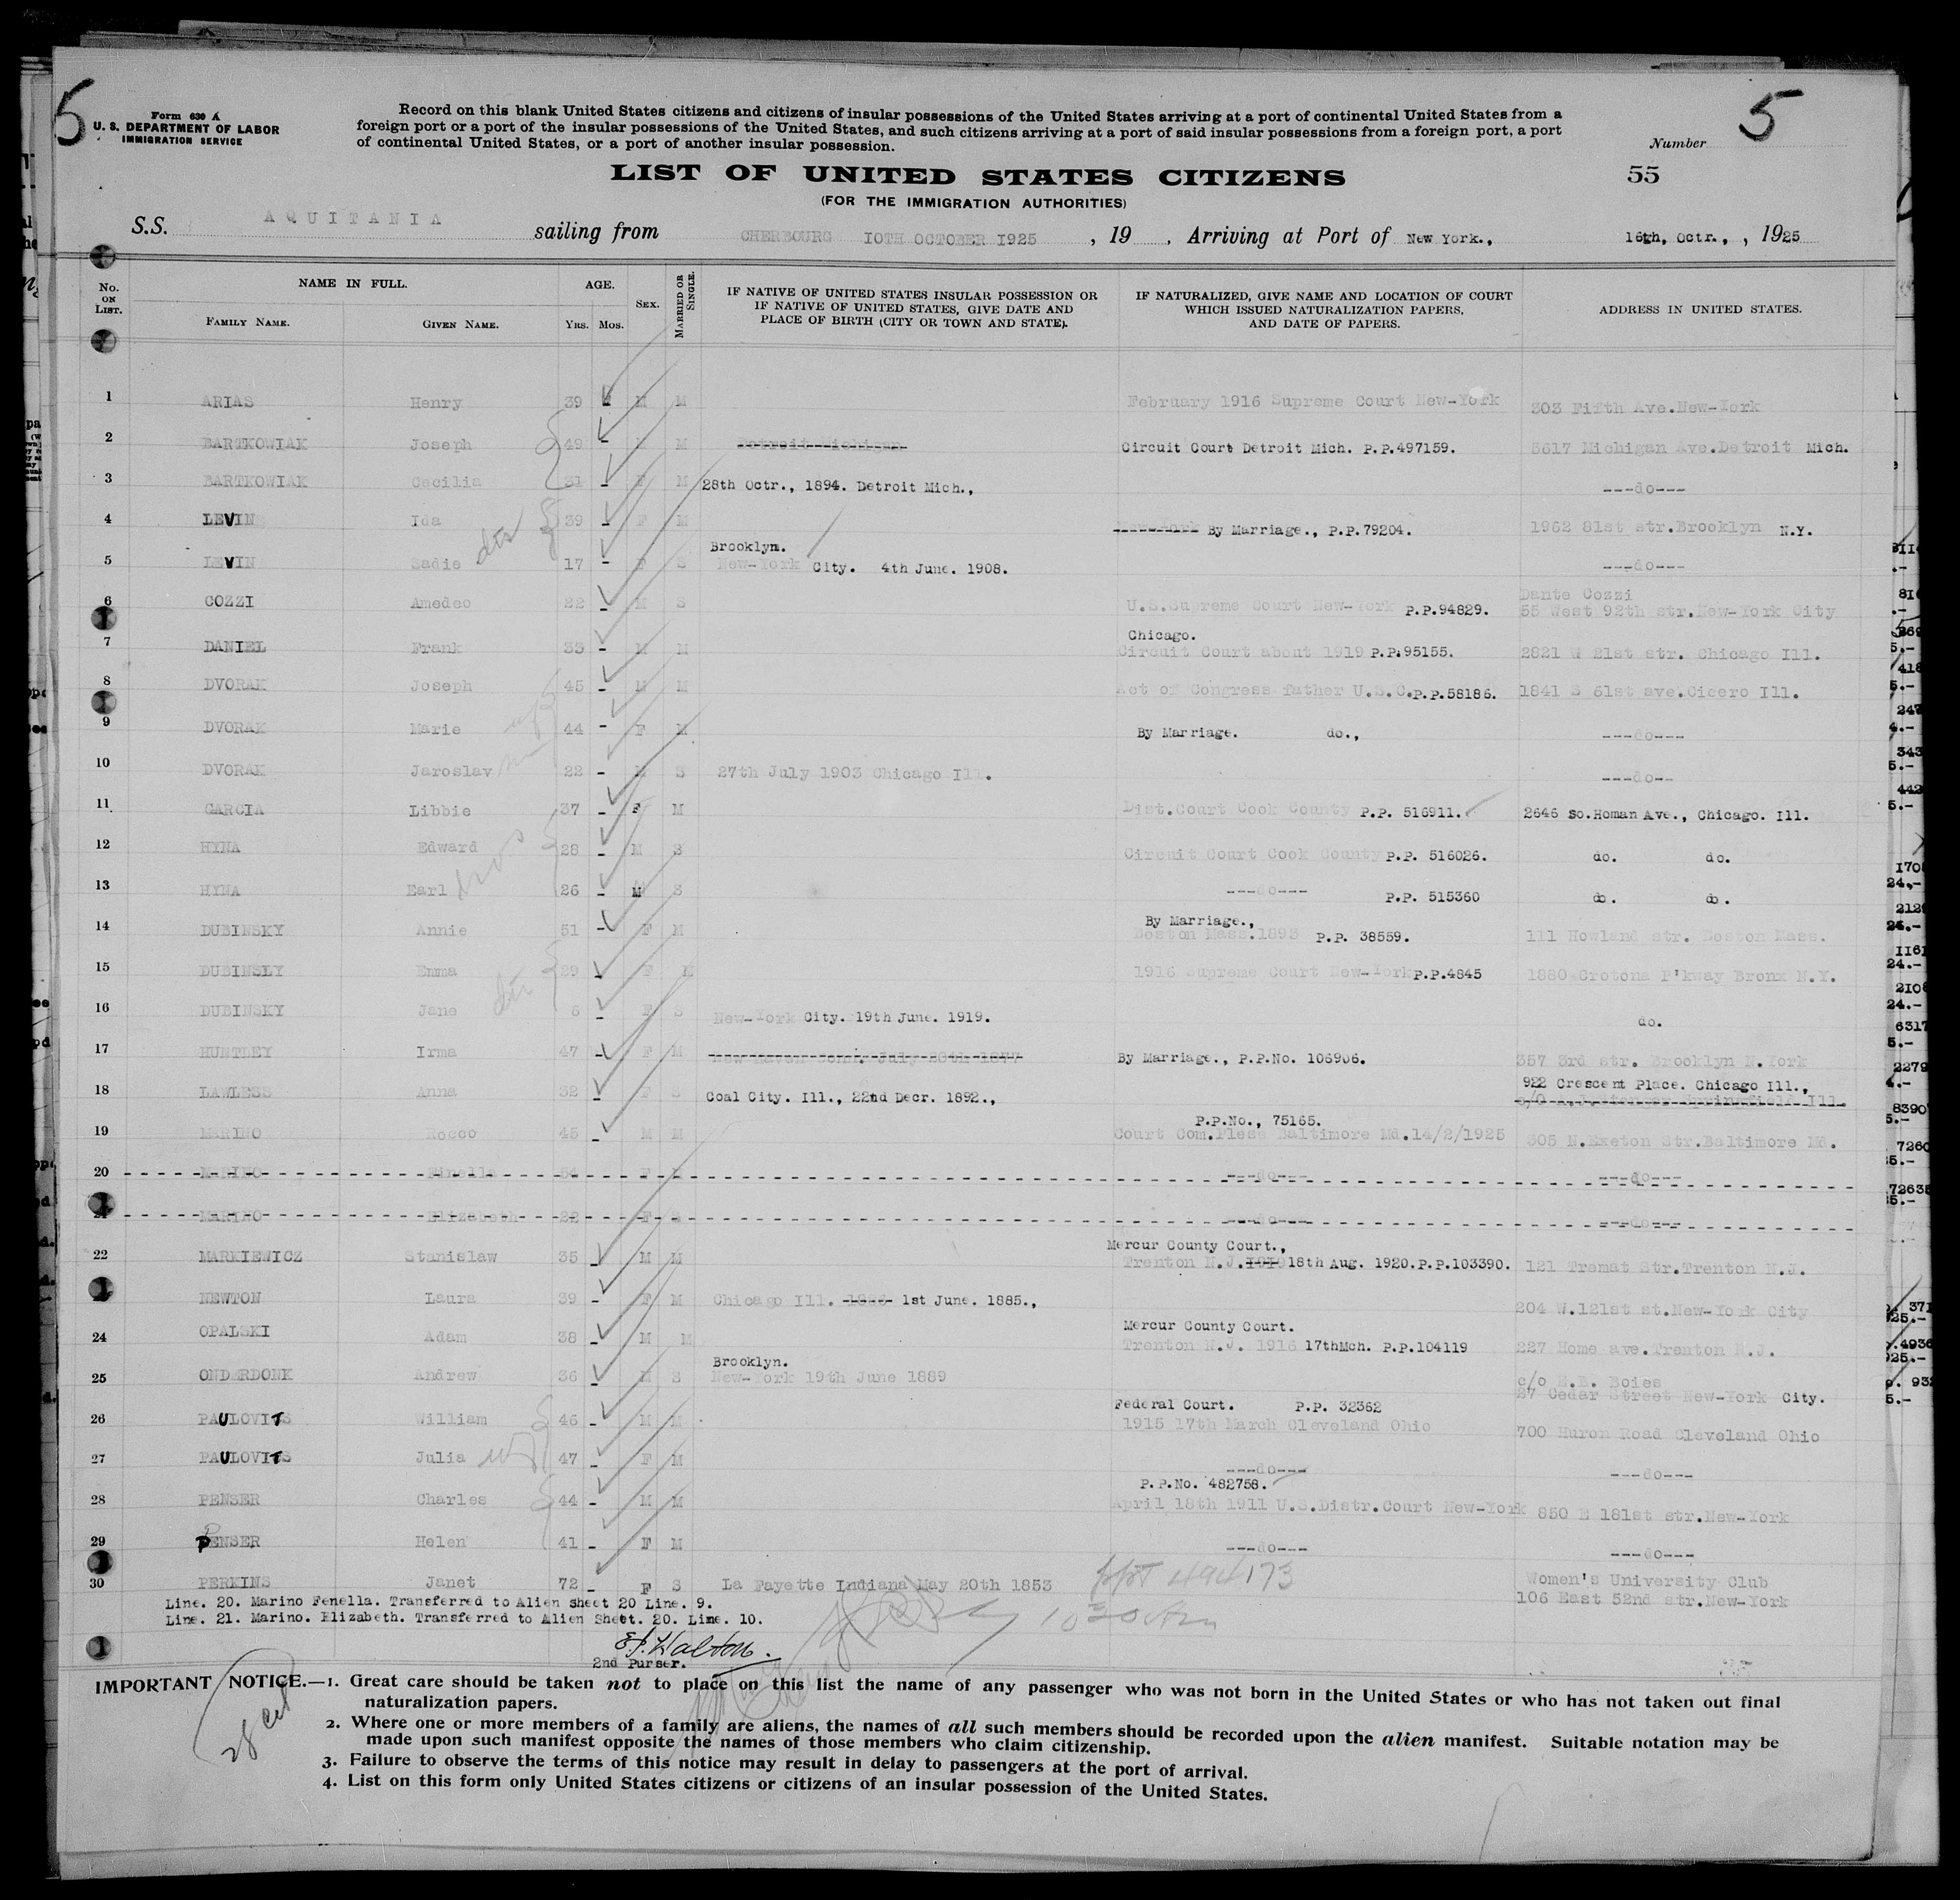 5
Form 630 A
U. S. DEPARTMENT OF LABOR
IMMIGRATION SERVICE
Record on this blank United States citizens and citizens of insular possessions of the United States arriving at a port of continental United States from a
foreign port or a port of the insular possessions of the United States, and such citizens arriving at a port of said insular possessions from a foreign port, a port
of continental United States, or a port of another insular possession.
Number 5
LIST OF UNITED STATES CITIZENS
55
(FOR THE IMMIGRATION AUTHORITIES)
S.S. AQUITANIA sailing from CHERBOURG 10TH OCTOBER 1925, 19 , Arriving at Port of New York., 16th, Octr., , 1925
No. ON LIST. NAME IN FULL. AGE. SEX. MARRIED OR SINGLE. IF NATIVE OF UNITED STATES INSULAR POSSESSION OR IF NATIVE OF UNITED STATES, GIVE DATE AND PLACE OF BIRTH (CITY OR TOWN AND STATE). IF NATURALIZED, GIVE NAME AND LOCATION OF COURT WHICH ISSUED NATURALIZATION PAPERS, AND DATE OF PAPERS. ADDRESS IN UNITED STATES.
FAMILY NAME. GIVEN NAME. YRS. MOS.
1 ARIAS Henry 39 M M February 1916 Supreme Court New-York 303 Fifth Ave.New-York
2 BARTKOWIAK Joseph 49 - M M Detroit Michigan Circuit Court Detroit Mich. P.P.497159. 5617 Michigan Ave.Detroit Mich.
3 BARTKOWIAK Cecilia 31 - F M 28th Octr., 1894. Detroit Mich., ---do---
4 LEVIN Ida 39 - F M By Marriage., P.P.79204. 1962 81st str.Brooklyn N.Y.
Brooklyn.
5 LEVIN Sadie 17 - F S New-York City. 4th June. 1908. ---do---
Dante Cozzi
6 COZZI Amedeo 22 - M S U.S.Supreme Court New-York P.P.94829. 55 West 92th str.New-York City
Chicago.
7 DANIEL Frank 33 - M M Circuit Court about 1919 P.P.95155. 2821 W 21st str. Chicago Ill.
8 DVORAK Joseph 45 - M M Act of Congress father U.S.C.P.P.58186. 1841 S 61st ave.Cicero Ill.
9 DVORAK Marie 44 - F M By Marriage. do., ---do---
10 DVORAK Jaroslav 22 - M S 27th July 1903 Chicago Ill. ---do--
11 GARCIA Libbie 37 F M Dist.Court Cook County P.P. 516911. 2646 So.Homan Ave., Chicago. Ill.
12 HYNA Edward 28 - M S Circuit Court Cook County P.P. 516026. do. do.
13 HYNA Earl 26 - M S ---do--- P.P. 515360 do. do.
By Marriage.,
14 DUBINSKY Annie 51 - F M Boston Mass.1893 P.P. 38559. 111 Howland str. Boston Mass.
15 DUBINSLY Emma 29 F M 1916 Supreme Court New-York P.P.4845 1880 Crotona P'kway Bronx N.Y.
16 DUBINSKY Jane 6 - F S New-York City. 19th June. 1919. do.
17 HUNTLEY Irma 47 - F M New Haven Conn. July 20th 1877 By Marriage., P.P.No. 106906. 357 3rd str. Brooklyn N.York
922 Crescent Place. Chicago Ill.,
18 LAWLESS Anna 32 - F S Coal City. Ill., 22nd Decr. 1892., Springfield Ill.
P.P.No., 75165.
19 MARINO Rocco 45 - M M Court Com.Plese Baltimore Md.14/2/1925 305 N.Exeton Str.Baltimore Md.
20 MARINO F M ---do--- ---do---
21 MARINO Elizabeth 22 F S ---do--- ---do---
Mercur County Court.,
22 MARKIEWICZ Stanislaw 35 M M Trenton N.J. 1919 18th Aug. 1920.P.P.103390. 121 Tramat Str.Trenton N.J.
NEWTON Laura 39 - F M Chicago Ill. 1st June. 1885., 204 W.121st st.New-York City
Mercur County Court.
24 OPALSKI Adam 38 - M M Trenton N.J. 1916 17thMch. P.P.104119 227 Home ave.Trenton N.J.
Brooklyn.
25 ONDERDONK Andrew 36 - M S New-York 19th June 1889 c/o E.B. Boies
27 Cedar Street New-York City.
Federal Court. P.P. 32362
26 PAULOVITS William 46 - M M 1915 17th March Cleveland Ohio 700 Huron Road Cleveland Ohio
27 PAULOVITS Julia wf 47 - F M ---do--- ---do---
P.P.No. 482758.
28 PENSER Charles 44 - M M April 18th 1911 U.S.Distr.Court New-York 850 E 181st str.New-York
29 PENSER Helen 41 - F M ---do--- ---do---
30 PERKINS Janet 72 - F S La Fayette Indiana May 20th 1853 ppt 494173 Women's University Club
106 East 52nd str.New-York
Line. 20. Marino Fenella. Transferred to Alien Sheet 20 Line. 9.
Line. 21. Marino. Elizabeth. Transferred to Alien Sheet. 20. Line. 10.
2nd Purser.
IMPORTANT NOTICE.—1. Great care should be taken not to place on this list the name of any passenger who was not born in the United States or who has not taken out final
naturalization papers.
2. Where one or more members of a family are aliens, the names of all such members should be recorded upon the alien manifest. Suitable notation may be
made upon such manifest opposite the names of those members who claim citizenship.
3. Failure to observe the terms of this notice may result in delay to passengers at the port of arrival.
4. List on this form only United States citizens or citizens of an insular possession of the United States.